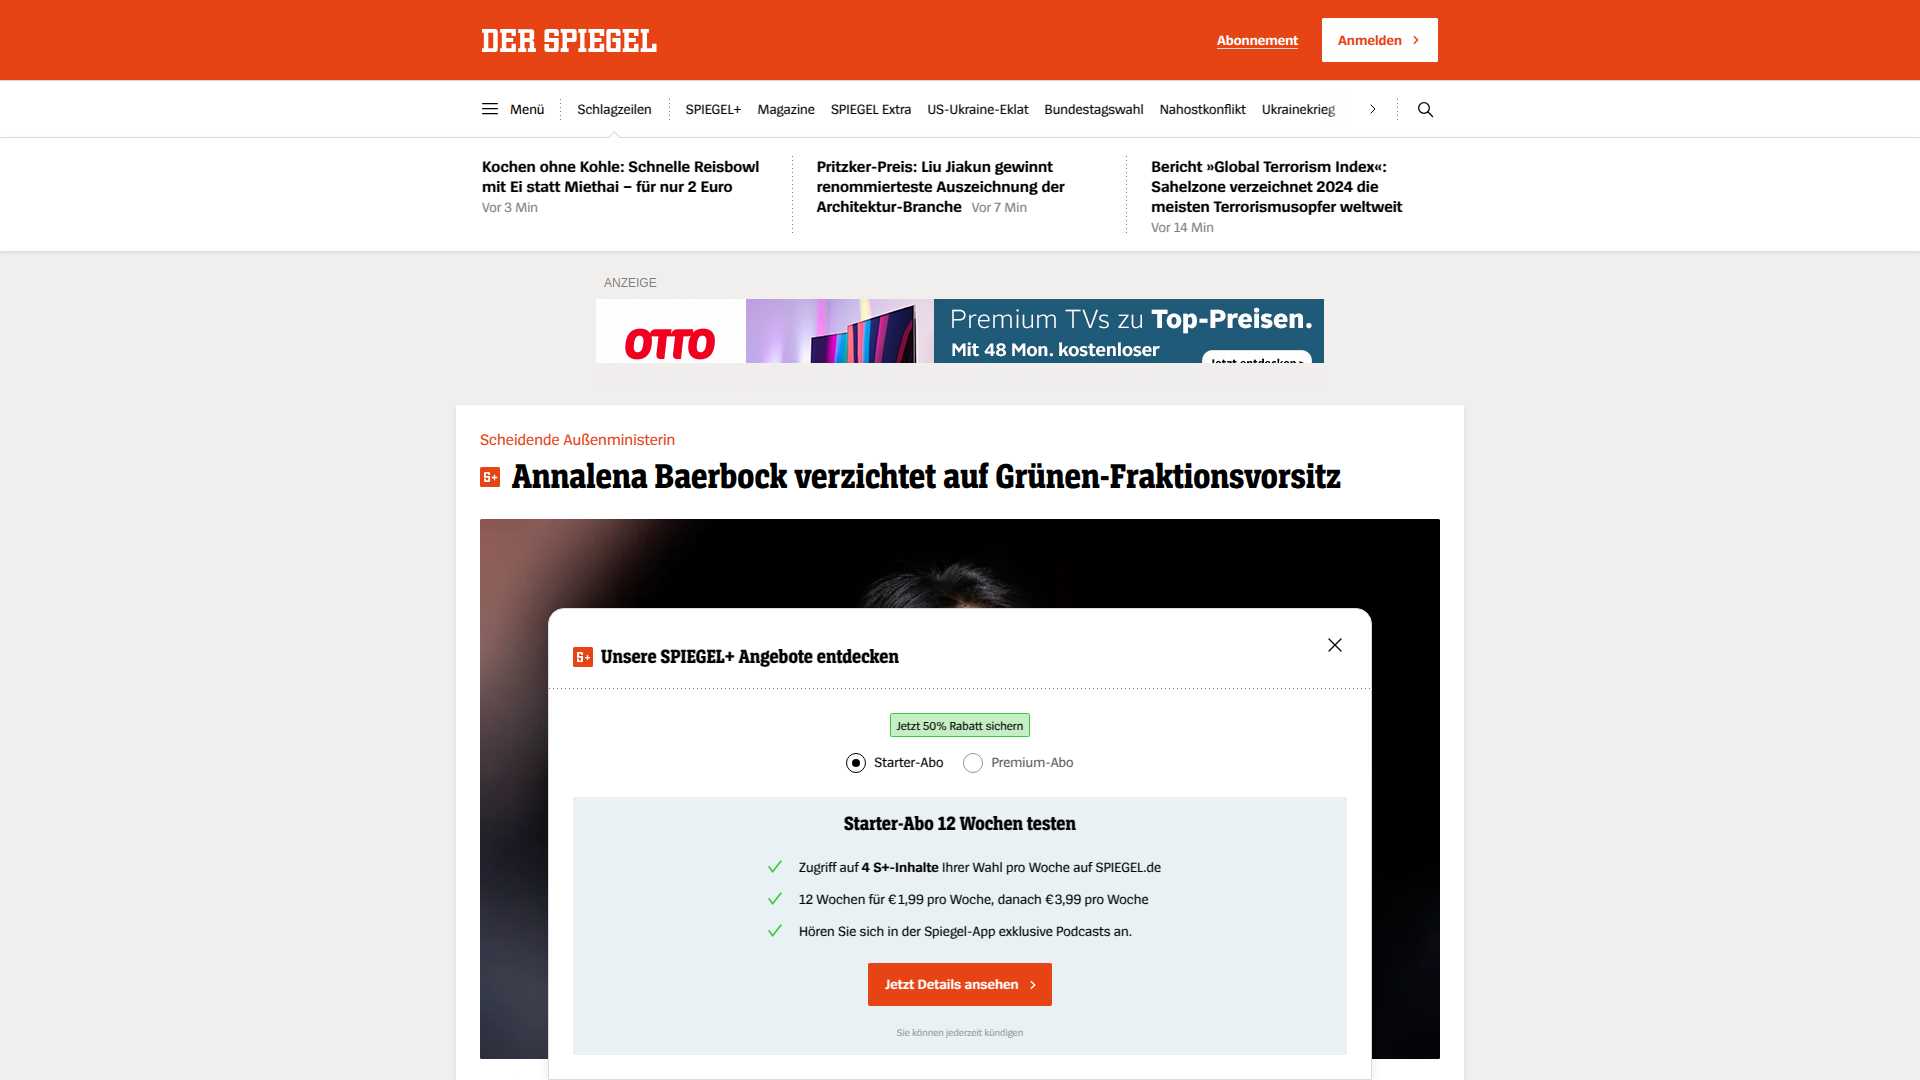 DER SPIEGEL
Abonnement
Anmelden
Menü
Schlagzeilen
SPIEGEL+
Magazine
SPIEGEL Extra
US-Ukraine-Eklat
Bundestagswahl
Nahostkonflikt
Ukrainekrieg
Kochen ohne Kohle: Schnelle Reisbowl
mit Ei statt Miethai – für nur 2 Euro
Vor 3 Min
Pritzker-Preis: Liu Jiakun gewinnt
renommierteste Auszeichnung der
Architektur-Branche Vor 7 Min
Bericht »Global Terrorism Index«:
Sahelzone verzeichnet 2024 die
meisten Terrorismusopfer weltweit
Vor 14 Min
ANZEIGE
OTTO
Premium TVs zu Top-Preisen.
Mit 48 Mon. kostenloser
Jetzt entdecken >
Scheidende Außenministerin
S+ Annalena Baerbock verzichtet auf Grünen-Fraktionsvorsitz
S+ Unsere SPIEGEL+ Angebote entdecken
Jetzt 50% Rabatt sichern
Starter-Abo
Premium-Abo
Starter-Abo 12 Wochen testen
Zugriff auf 4 S+-Inhalte Ihrer Wahl pro Woche auf SPIEGEL.de
12 Wochen für € 1,99 pro Woche, danach € 3,99 pro Woche
Hören Sie sich in der Spiegel-App exklusive Podcasts an.
Jetzt Details ansehen
Sie können jederzeit kündigen